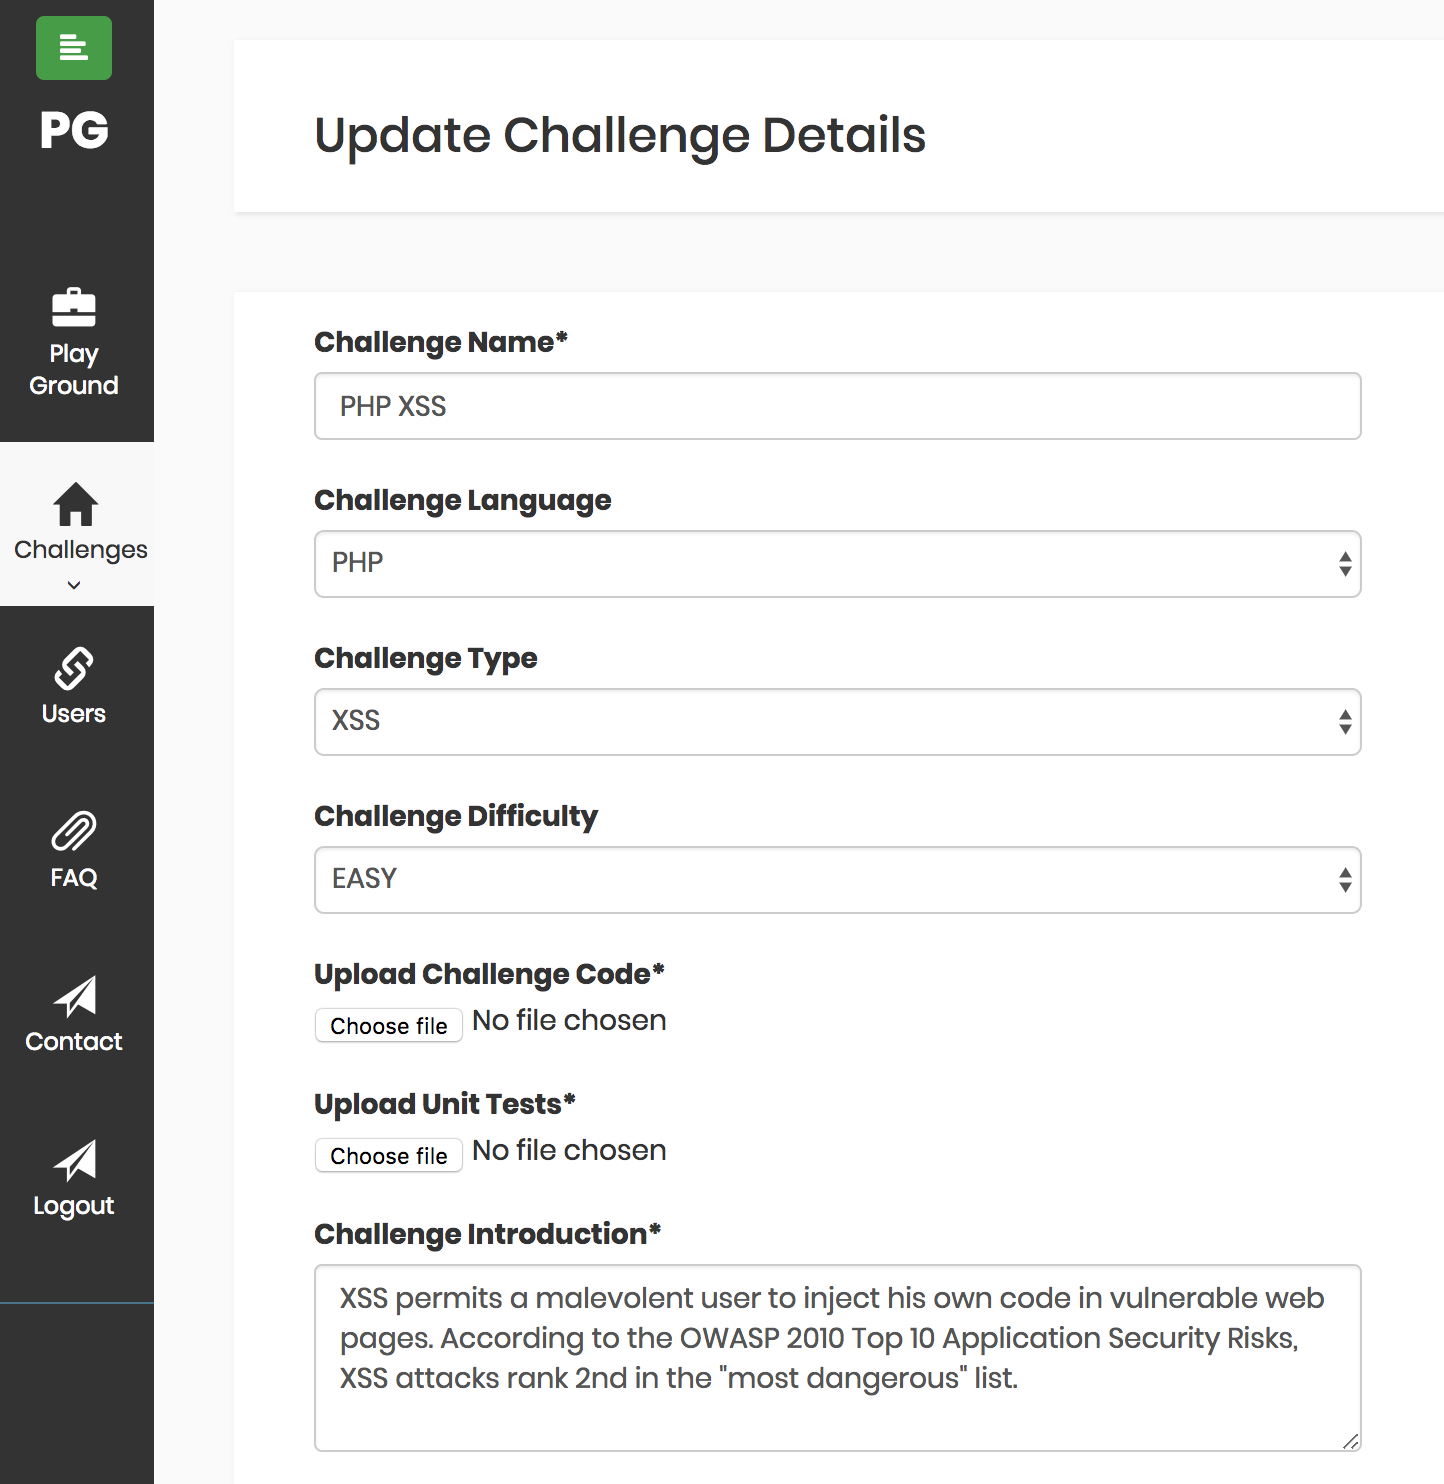 PG
Play
Ground
Challenges
Users
FAQ
Contact
Logout
Update Challenge Details
Challenge Name*
PHP XSS
Challenge Language
PHP
Challenge Type
XSS
Challenge Difficulty
EASY
Upload Challenge Code*
Choose file No file chosen
Upload Unit Tests*
Choose file No file chosen
Challenge Introduction*
XSS permits a malevolent user to inject his own code in vulnerable web
pages. According to the OWASP 2010 Top 10 Application Security Risks,
XSS attacks rank 2nd in the "most dangerous" list.